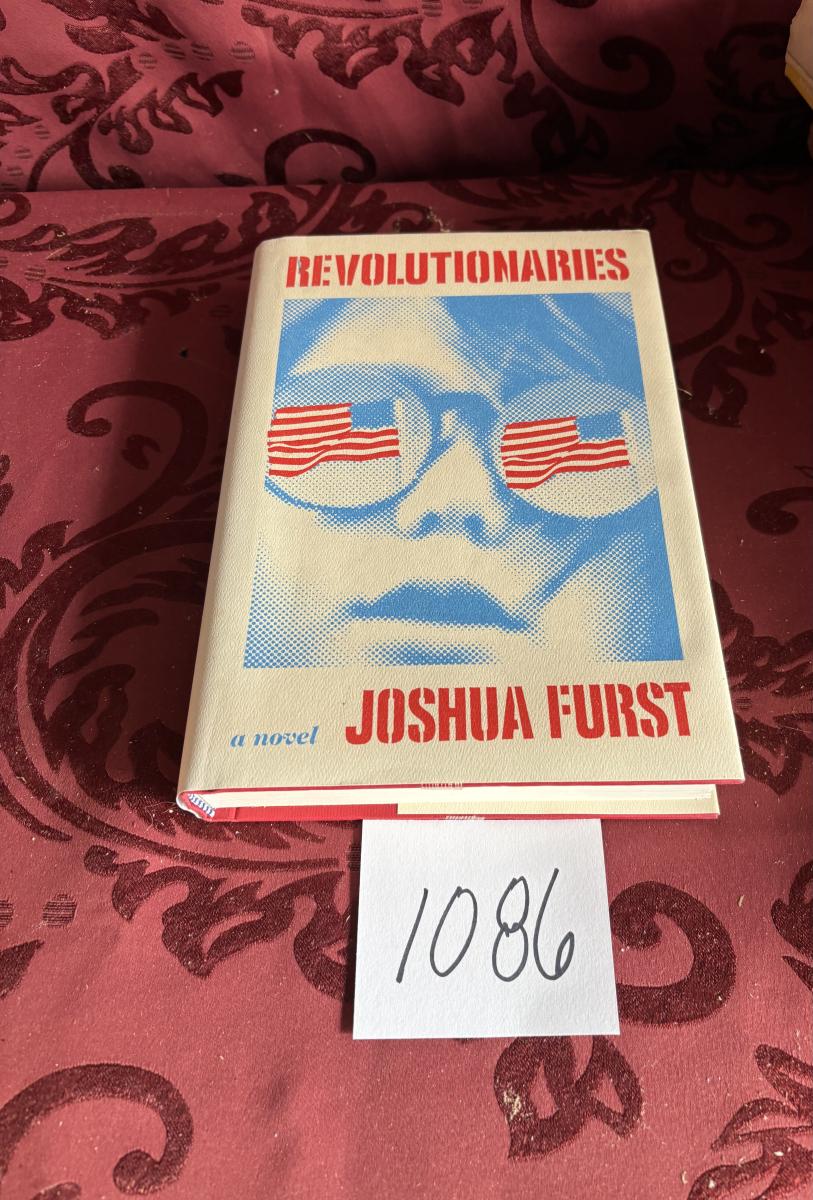 REVOLUTIONARIES
a novel
JOSHUA FURST
1086